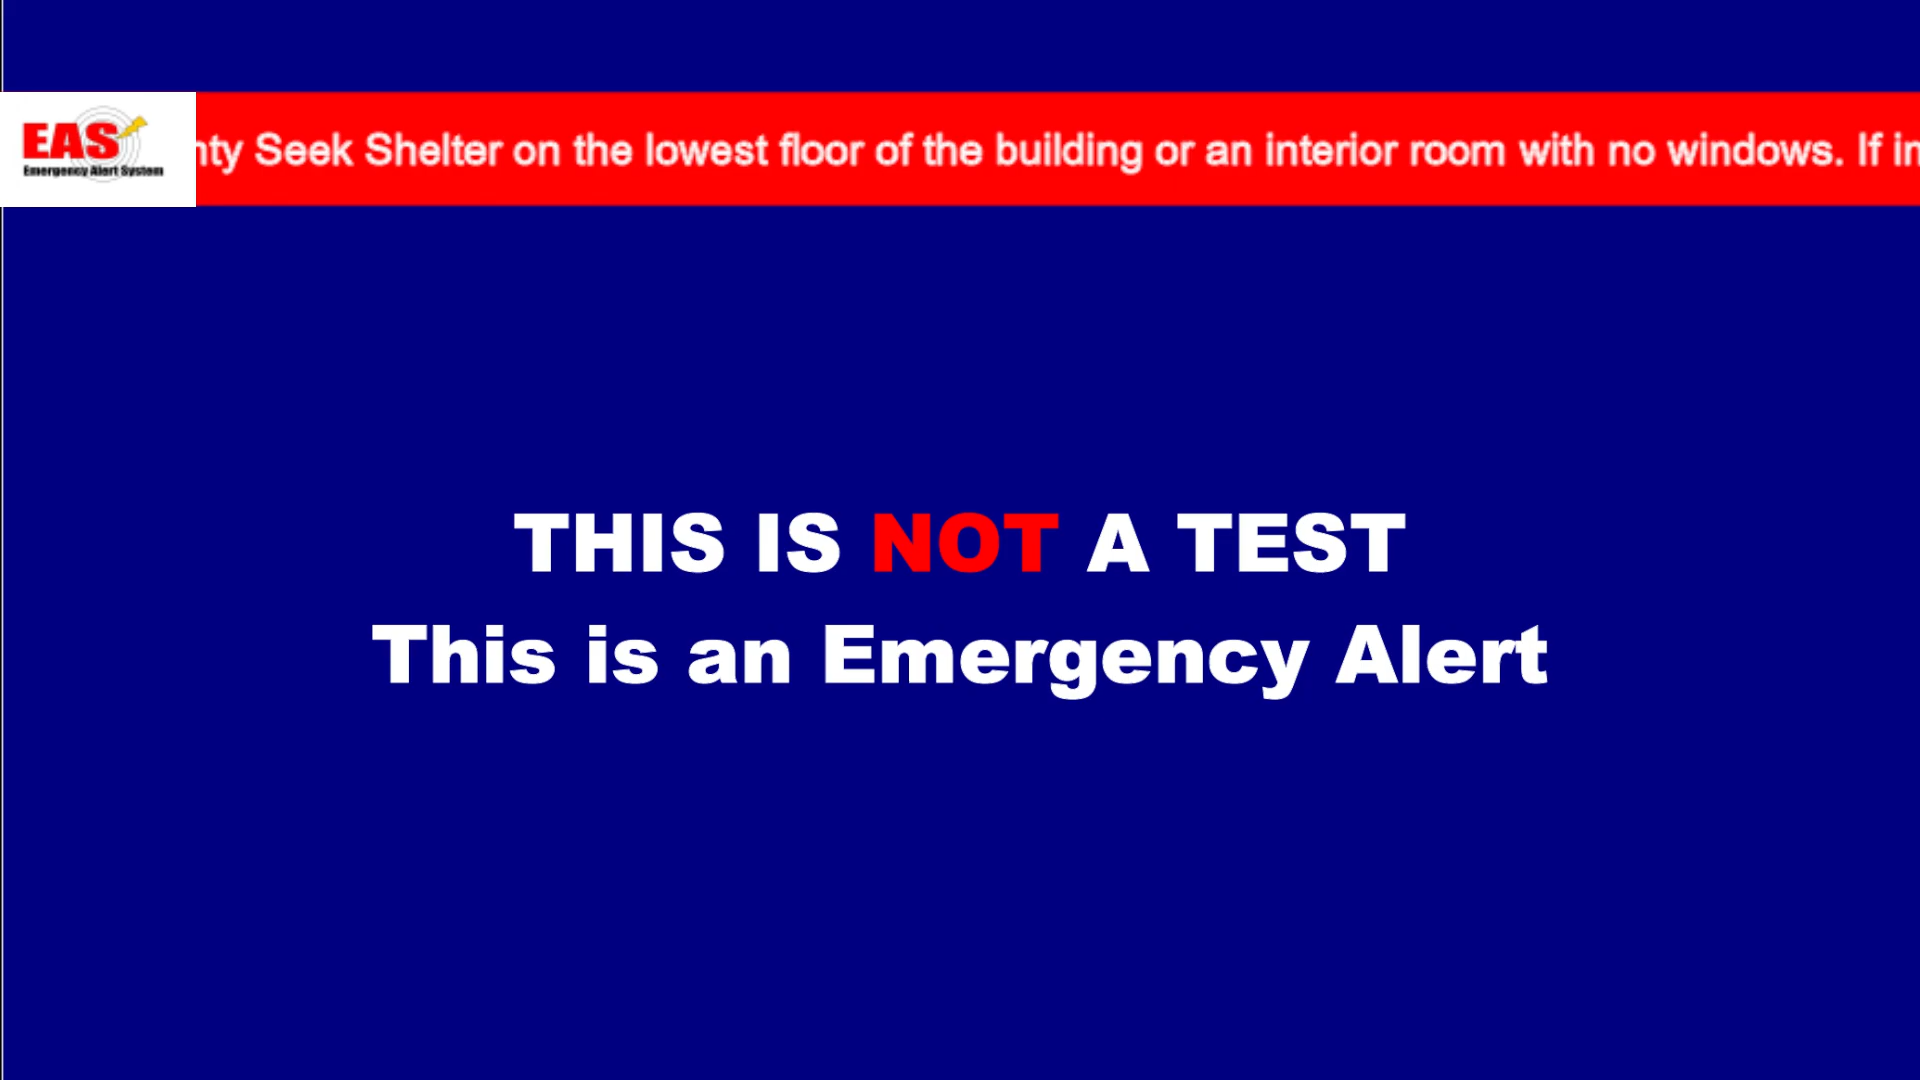 EAS
Emergency Alert System
Seek Shelter on the lowest floor of the building or an interior room with no windows. If
THIS IS NOT A TEST
This is an Emergency Alert